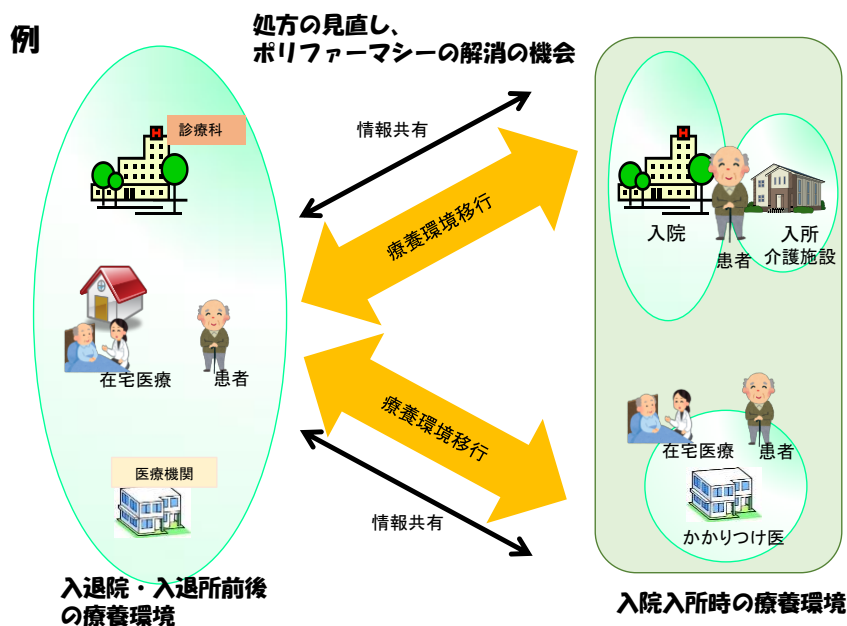 例
処方の見直し、
ポリファーマシーの解消の機会
診療科
H
情報共有
療養環境移行
入院
患者
入所
介護施設
在宅医療
患者
療養環境移行
在宅医療
患者
医療機関
情報共有
かかりつけ医
入退院・入退所前後
の療養環境
入院入所時の療養環境
H